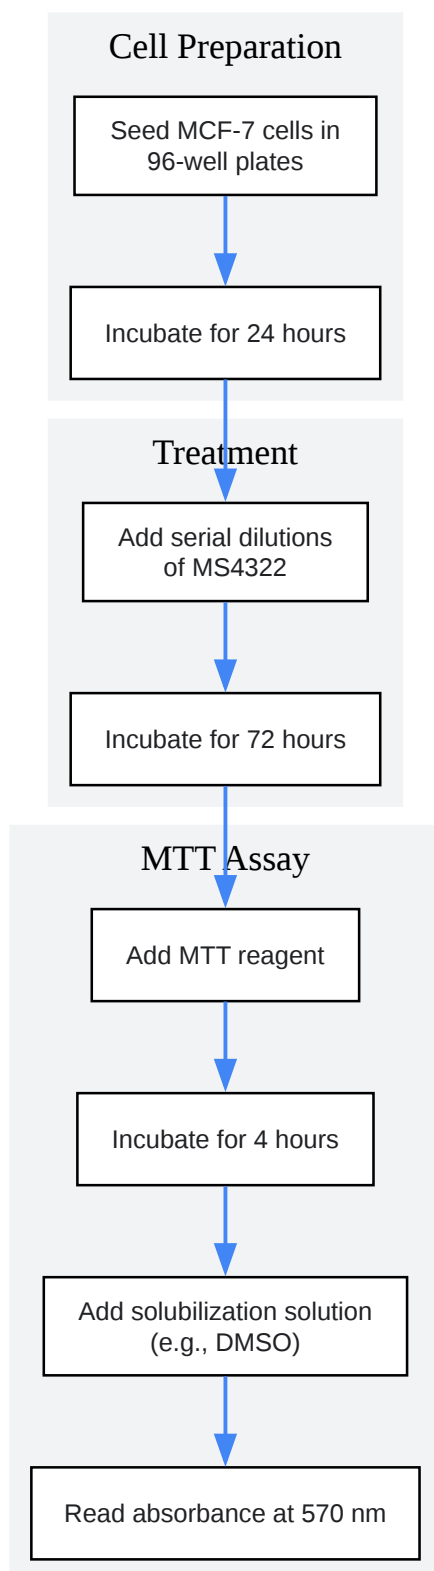 Cell Preparation
Seed MCF-7 cells in
96-well plates
Incubate for 24 hours
Treatment
Add serial dilutions
of MS4322
Incubate for 72 hours
MTT Assay
Add MTT reagent
Incubate for 4 hours
Add solubilization solution
(e.g., DMSO)
Read absorbance at 570 nm